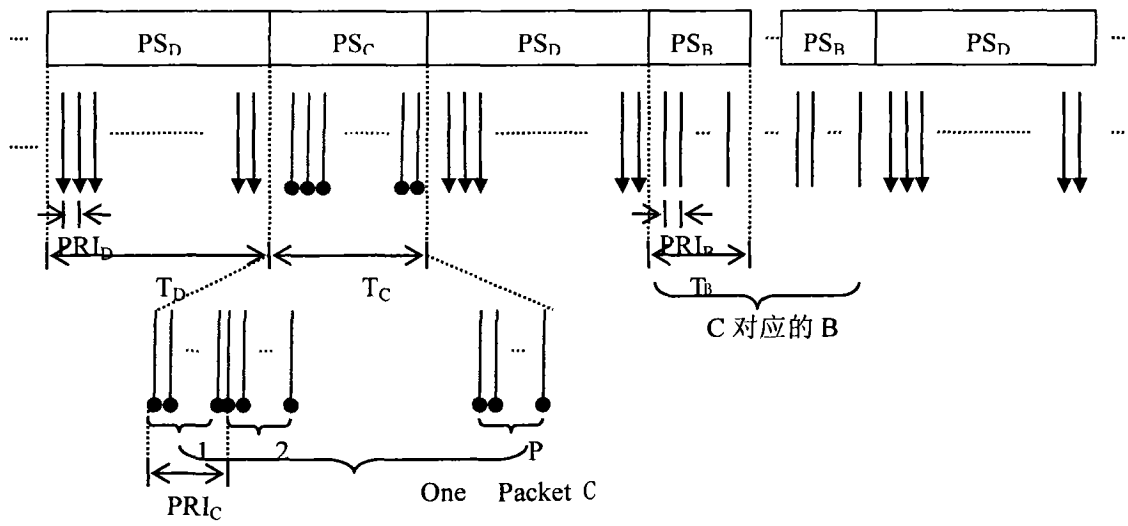 PS_D PS_C PS_D PS_B PS_B PS_D
PRI_D PRI_B
T_D T_C T_B
C 对应的 B
1 2 P
One Packet C
PRI_C